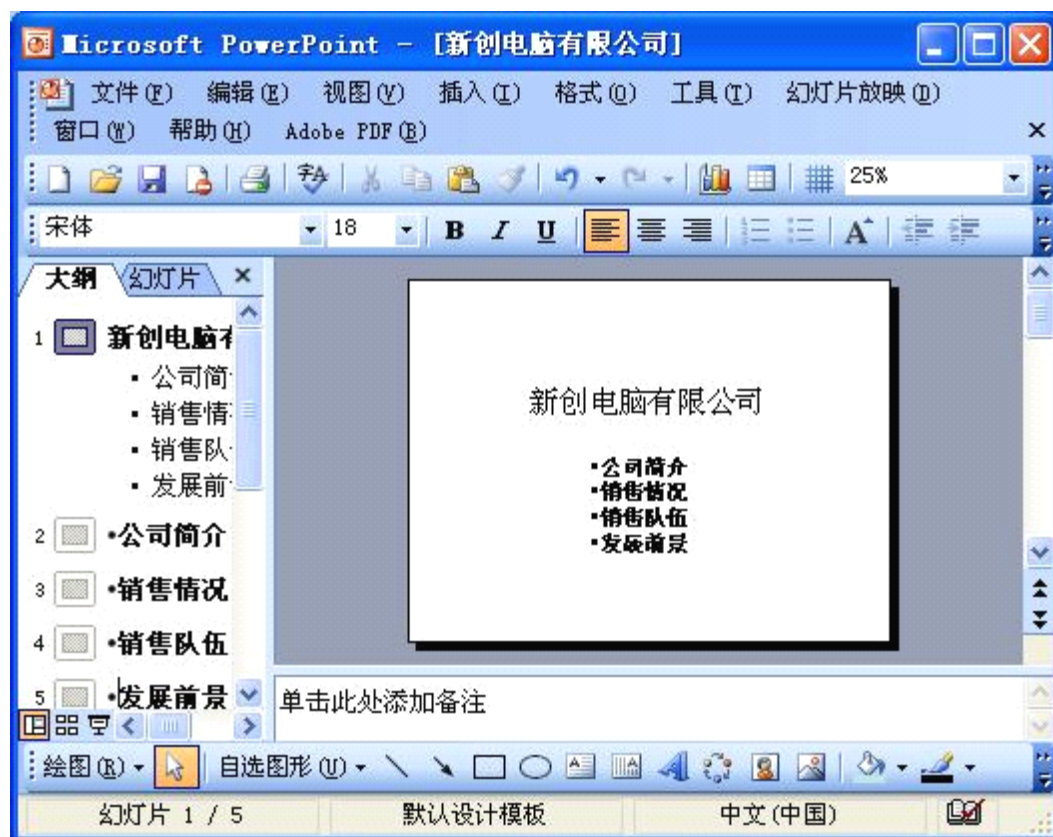 Microsoft PowerPoint - [新创电脑有限公司]
文件(F) 编辑(E) 视图(V) 插入(I) 格式(O) 工具(T) 幻灯片放映(D)
窗口(W) 帮助(H) Adobe PDF(B)
25%
宋体 18 B I U A
大纲 幻灯片
1 新创电脑有
▪ 公司简
▪ 销售情
▪ 销售队
▪ 发展前
2 •公司简介
3 •销售情况
4 •销售队伍
5 •发展前景
新创电脑有限公司
▪公司简介
▪销售情况
▪销售队伍
▪发展前景
单击此处添加备注
绘图(R) 自选图形(U)
幻灯片 1 / 5 默认设计模板 中文(中国)